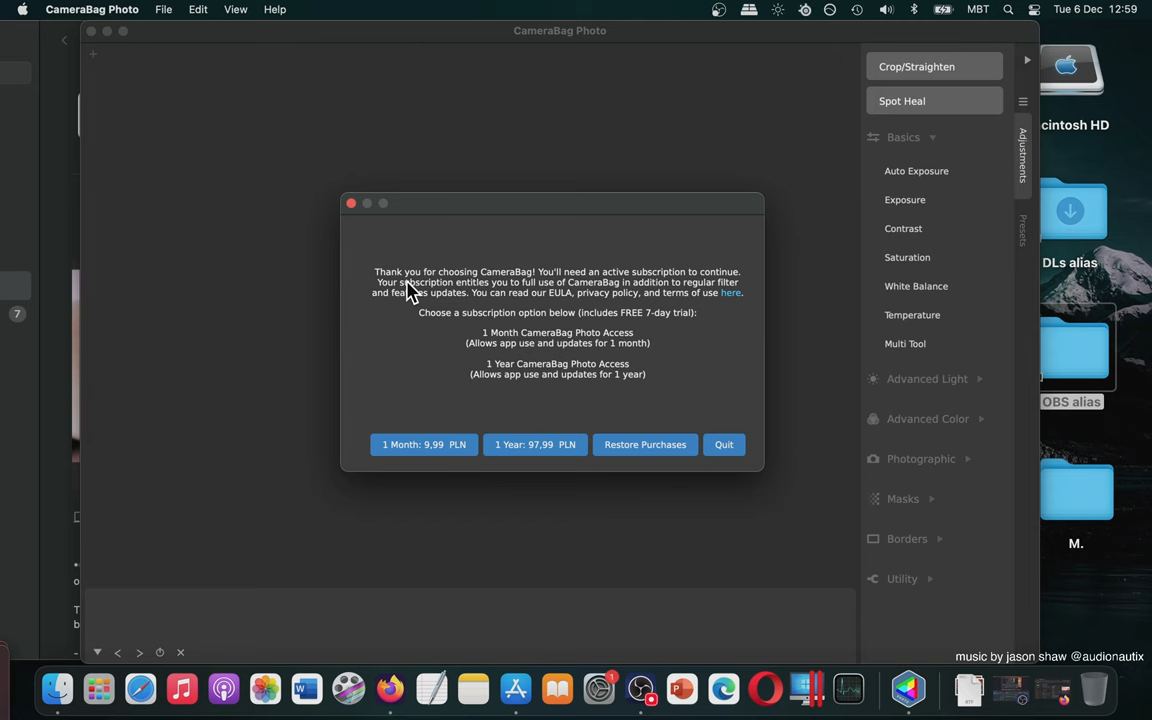 CameraBag Photo File Edit View Help MBT Tue 6 Dec 12:59
CameraBag Photo
Crop/Straighten
Spot Heal
Basics
Auto Exposure
Exposure
Contrast
Saturation
White Balance
Temperature
Multi Tool
Advanced Light
Advanced Color
Photographic
Masks
Borders
Utility
Adjustments
Presets
Thank you for choosing CameraBag! You'll need an active subscription to continue.
Your subscription entitles you to full use of CameraBag in addition to regular filter
and features updates. You can read our EULA, privacy policy, and terms of use here.
Choose a subscription option below (includes FREE 7-day trial):
1 Month CameraBag Photo Access
(Allows app use and updates for 1 month)
1 Year CameraBag Photo Access
(Allows app use and updates for 1 year)
1 Month: 9,99 PLN 1 Year: 97,99 PLN Restore Purchases Quit
7
cintosh HD
DLs alias
OBS alias
M.
music by jason shaw @audionautix
1
RTF